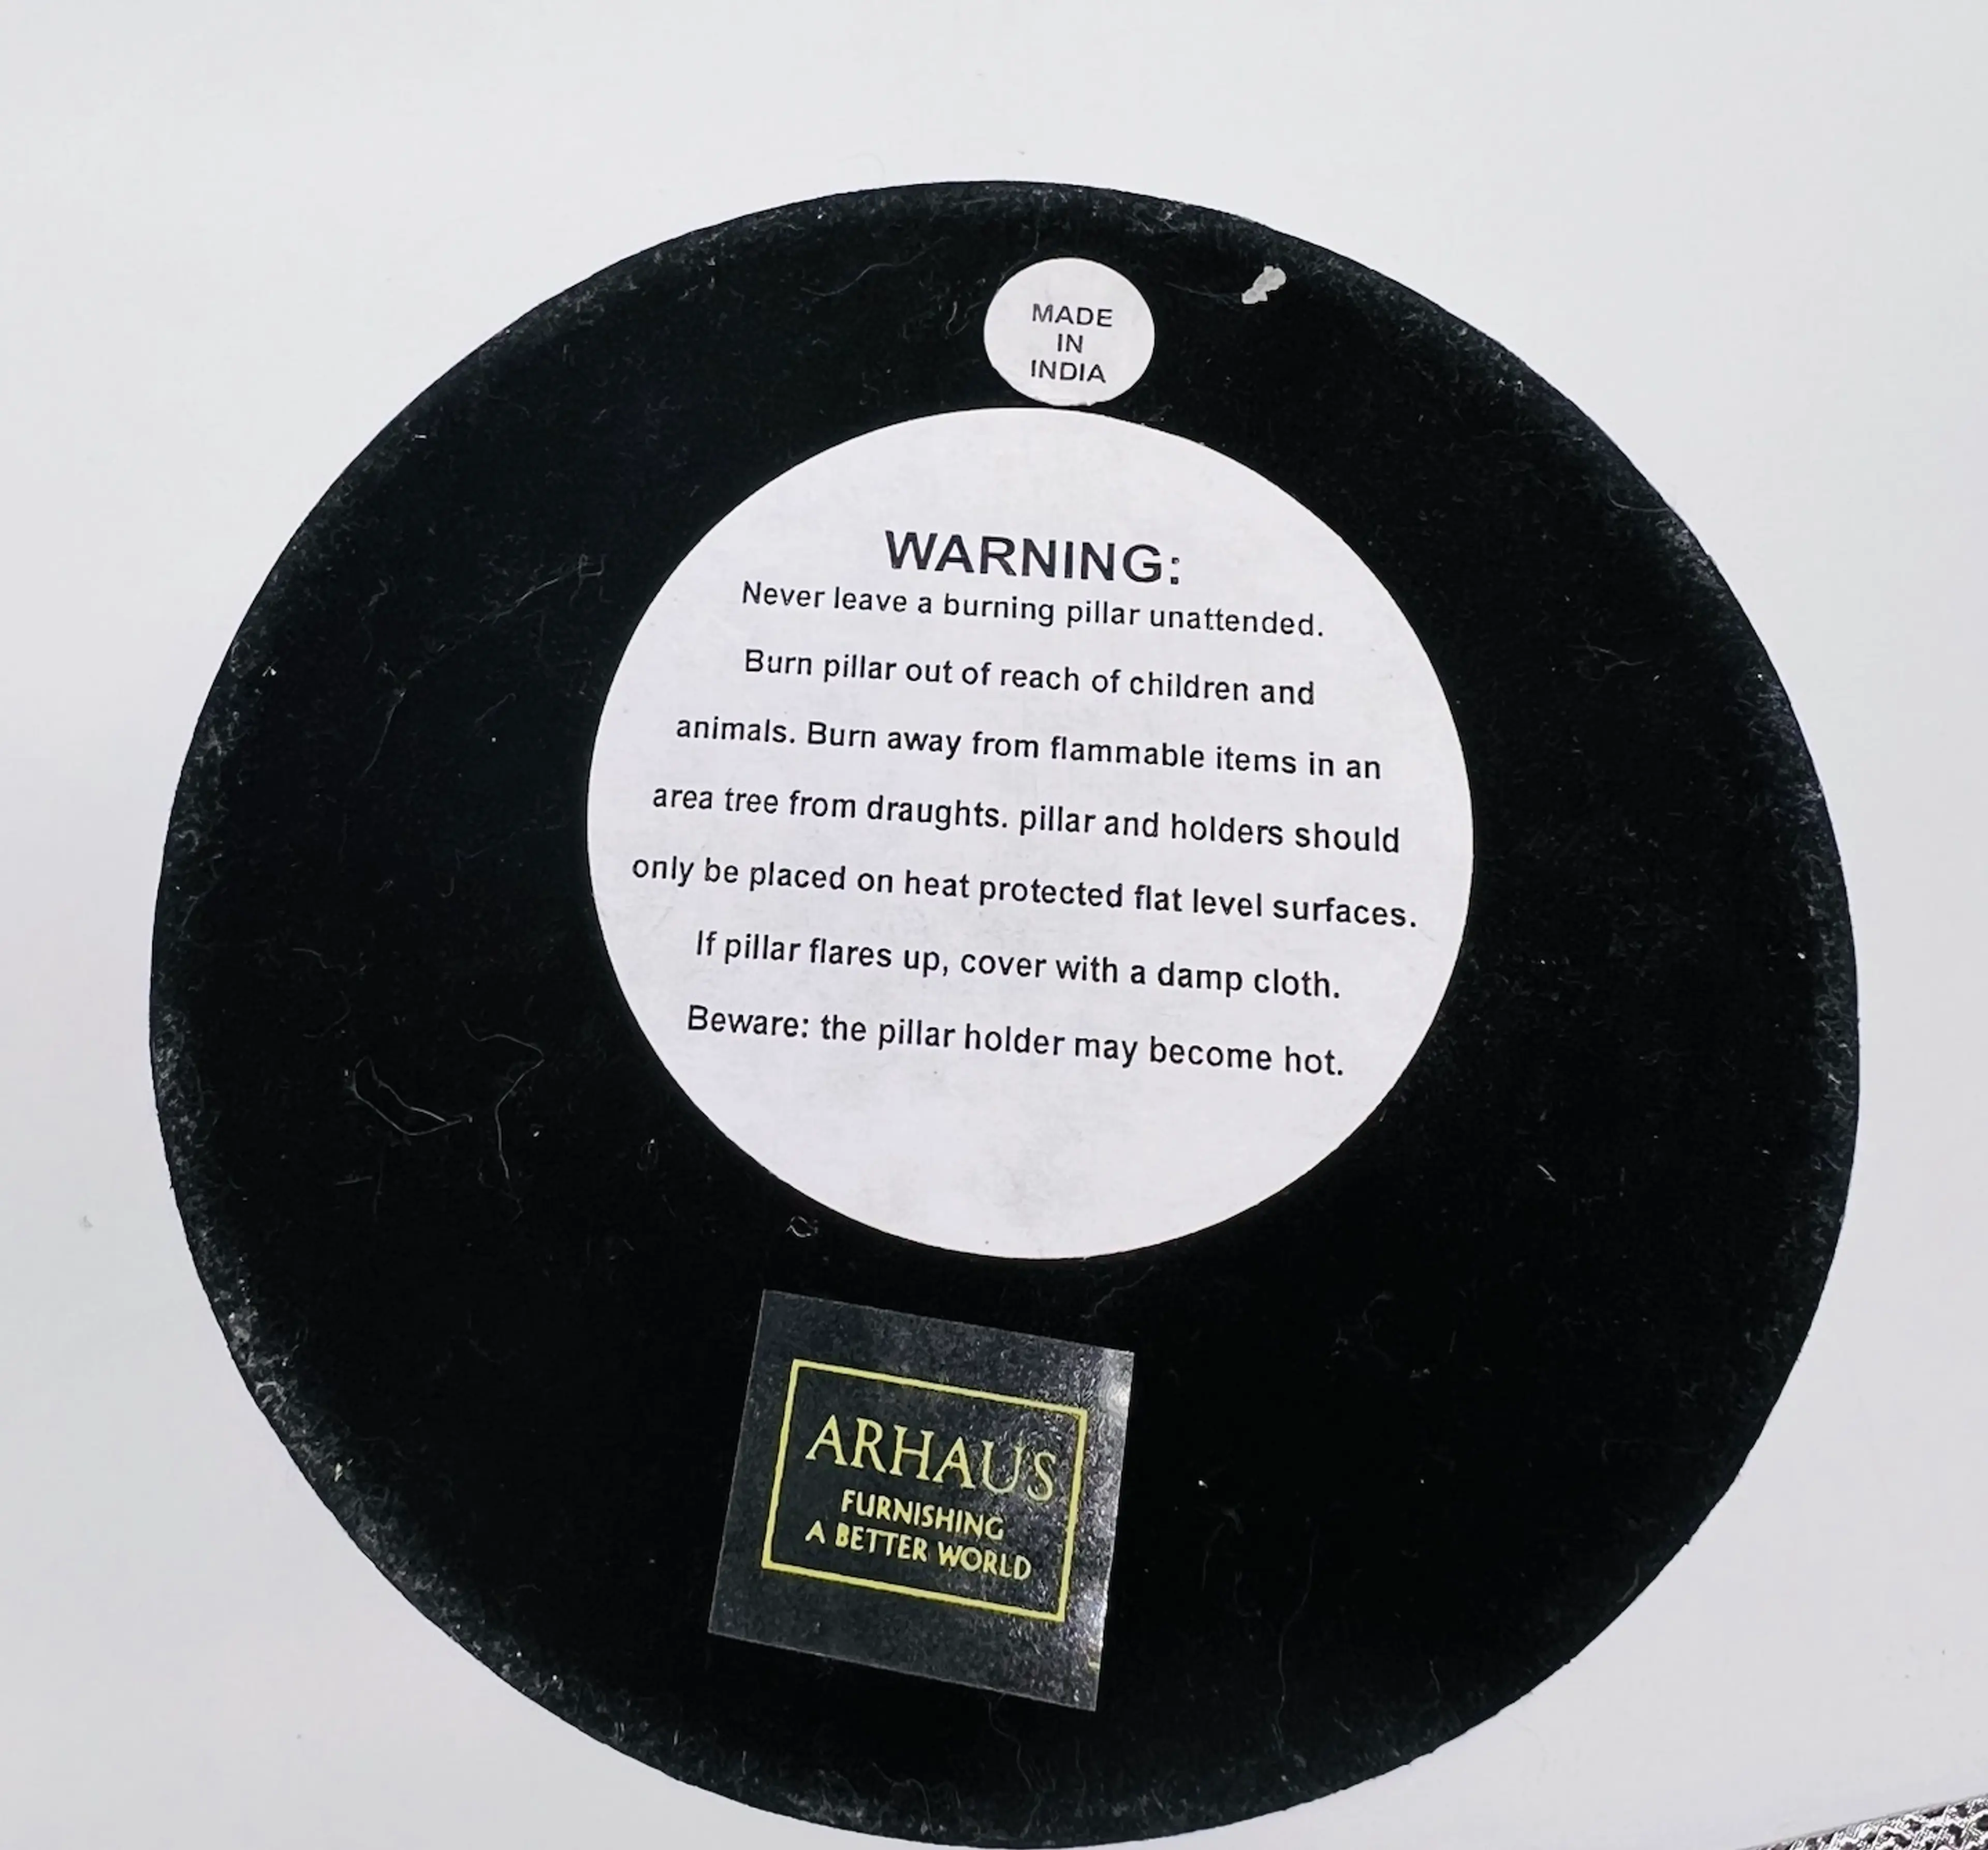 MADE
IN
INDIA
WARNING:
Never leave a burning pillar unattended.
Burn pillar out of reach of children and
animals. Burn away from flammable items in an
area tree from draughts. pillar and holders should
only be placed on heat protected flat level surfaces.
If pillar flares up, cover with a damp cloth.
Beware: the pillar holder may become hot.
ARHAUS
FURNISHING
A BETTER WORLD